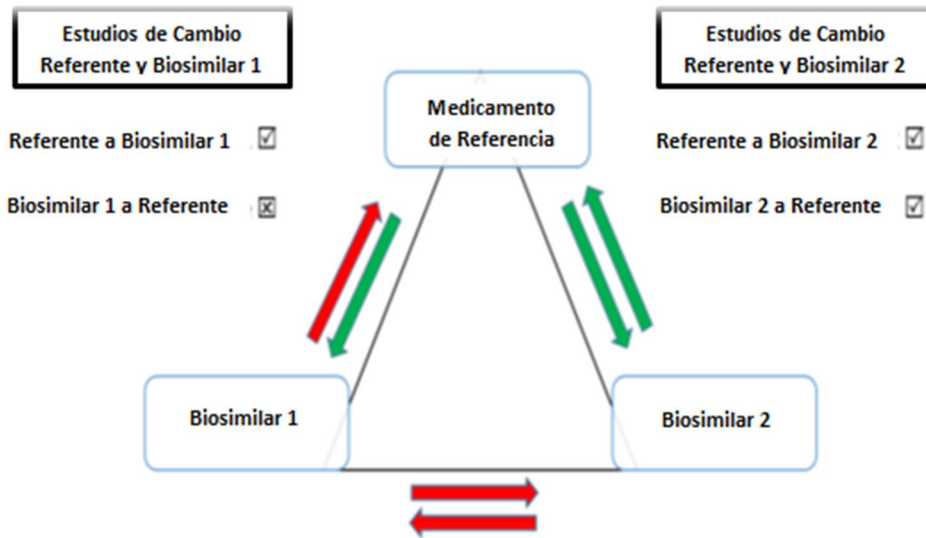 Estudios de Cambio
Referente y Biosimilar 1
Referente a Biosimilar 1 ☑
Biosimilar 1 a Referente ☒
Medicamento
de Referencia
Estudios de Cambio
Referente y Biosimilar 2
Referente a Biosimilar 2 ☑
Biosimilar 2 a Referente ☑
Biosimilar 1
Biosimilar 2